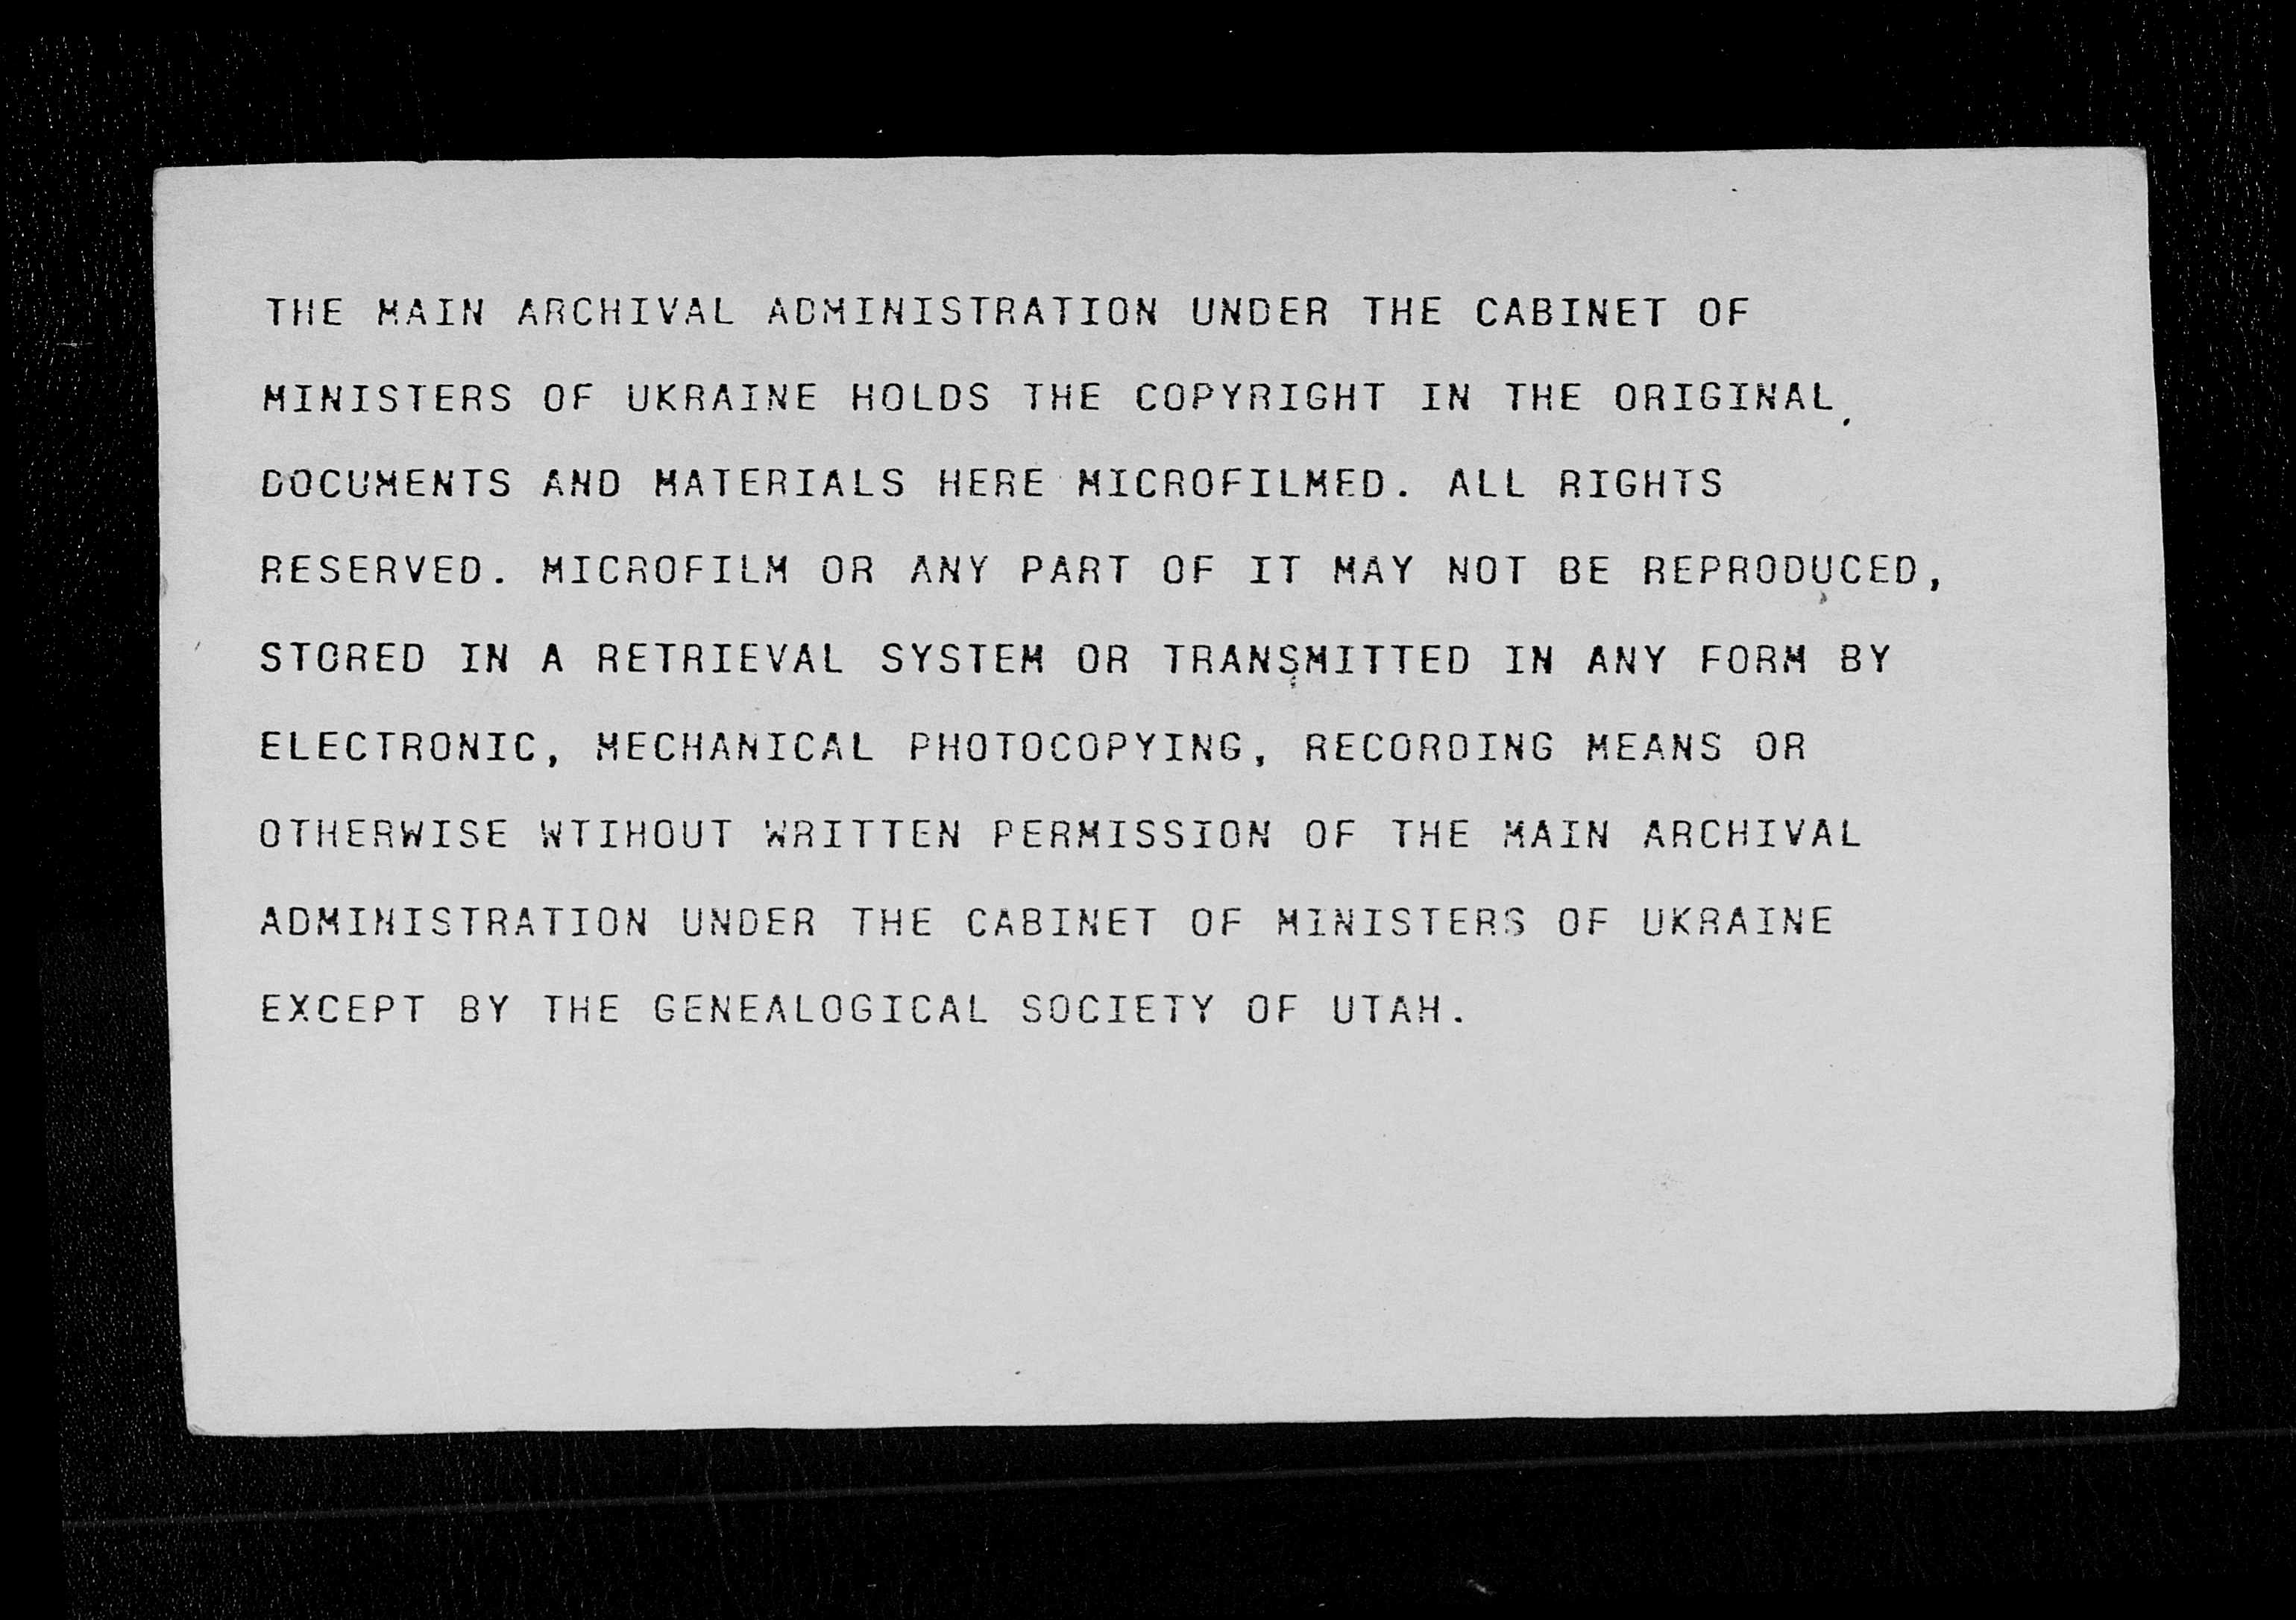 THE MAIN ARCHIVAL ADMINISTRATION UNDER THE CABINET OF
MINISTERS OF UKRAINE HOLDS THE COPYRIGHT IN THE ORIGINAL
DOCUMENTS AND MATERIALS HERE MICROFILMED. ALL RIGHTS
RESERVED. MICROFILM OR ANY PART OF IT MAY NOT BE REPRODUCED,
STORED IN A RETRIEVAL SYSTEM OR TRANSMITTED IN ANY FORM BY
ELECTRONIC, MECHANICAL PHOTOCOPYING, RECORDING MEANS OR
OTHERWISE WTIHOUT WRITTEN PERMISSION OF THE MAIN ARCHIVAL
ADMINISTRATION UNDER THE CABINET OF MINISTERS OF UKRAINE
EXCEPT BY THE GENEALOGICAL SOCIETY OF UTAH.